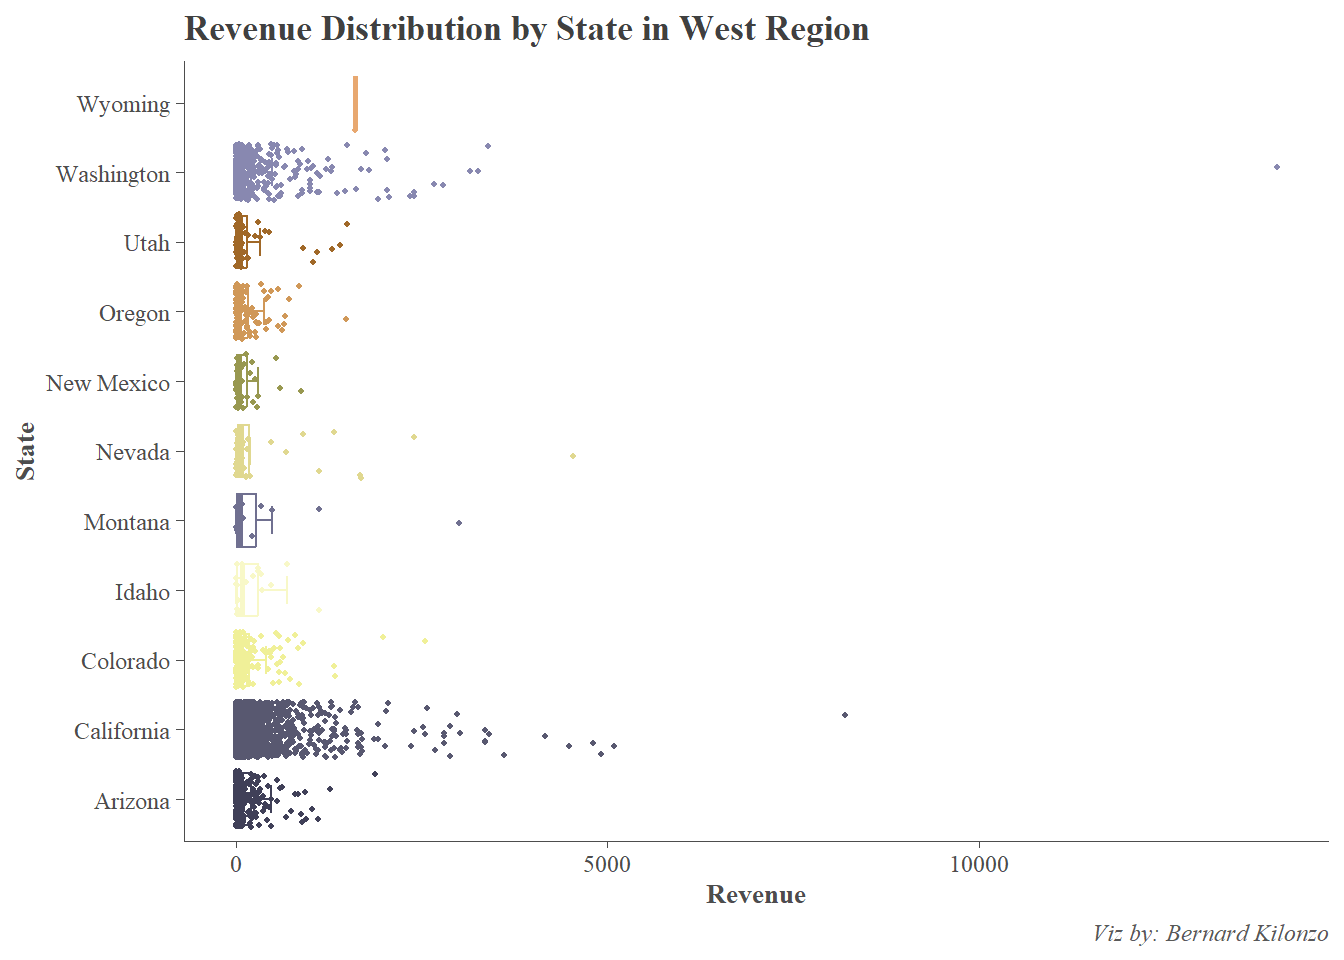 Revenue Distribution by State in West Region
Wyoming
Washington
Utah
Oregon
New Mexico
Nevada
Montana
Idaho
Colorado
California
Arizona
State
0 5000 10000
Revenue
Viz by: Bernard Kilonzo